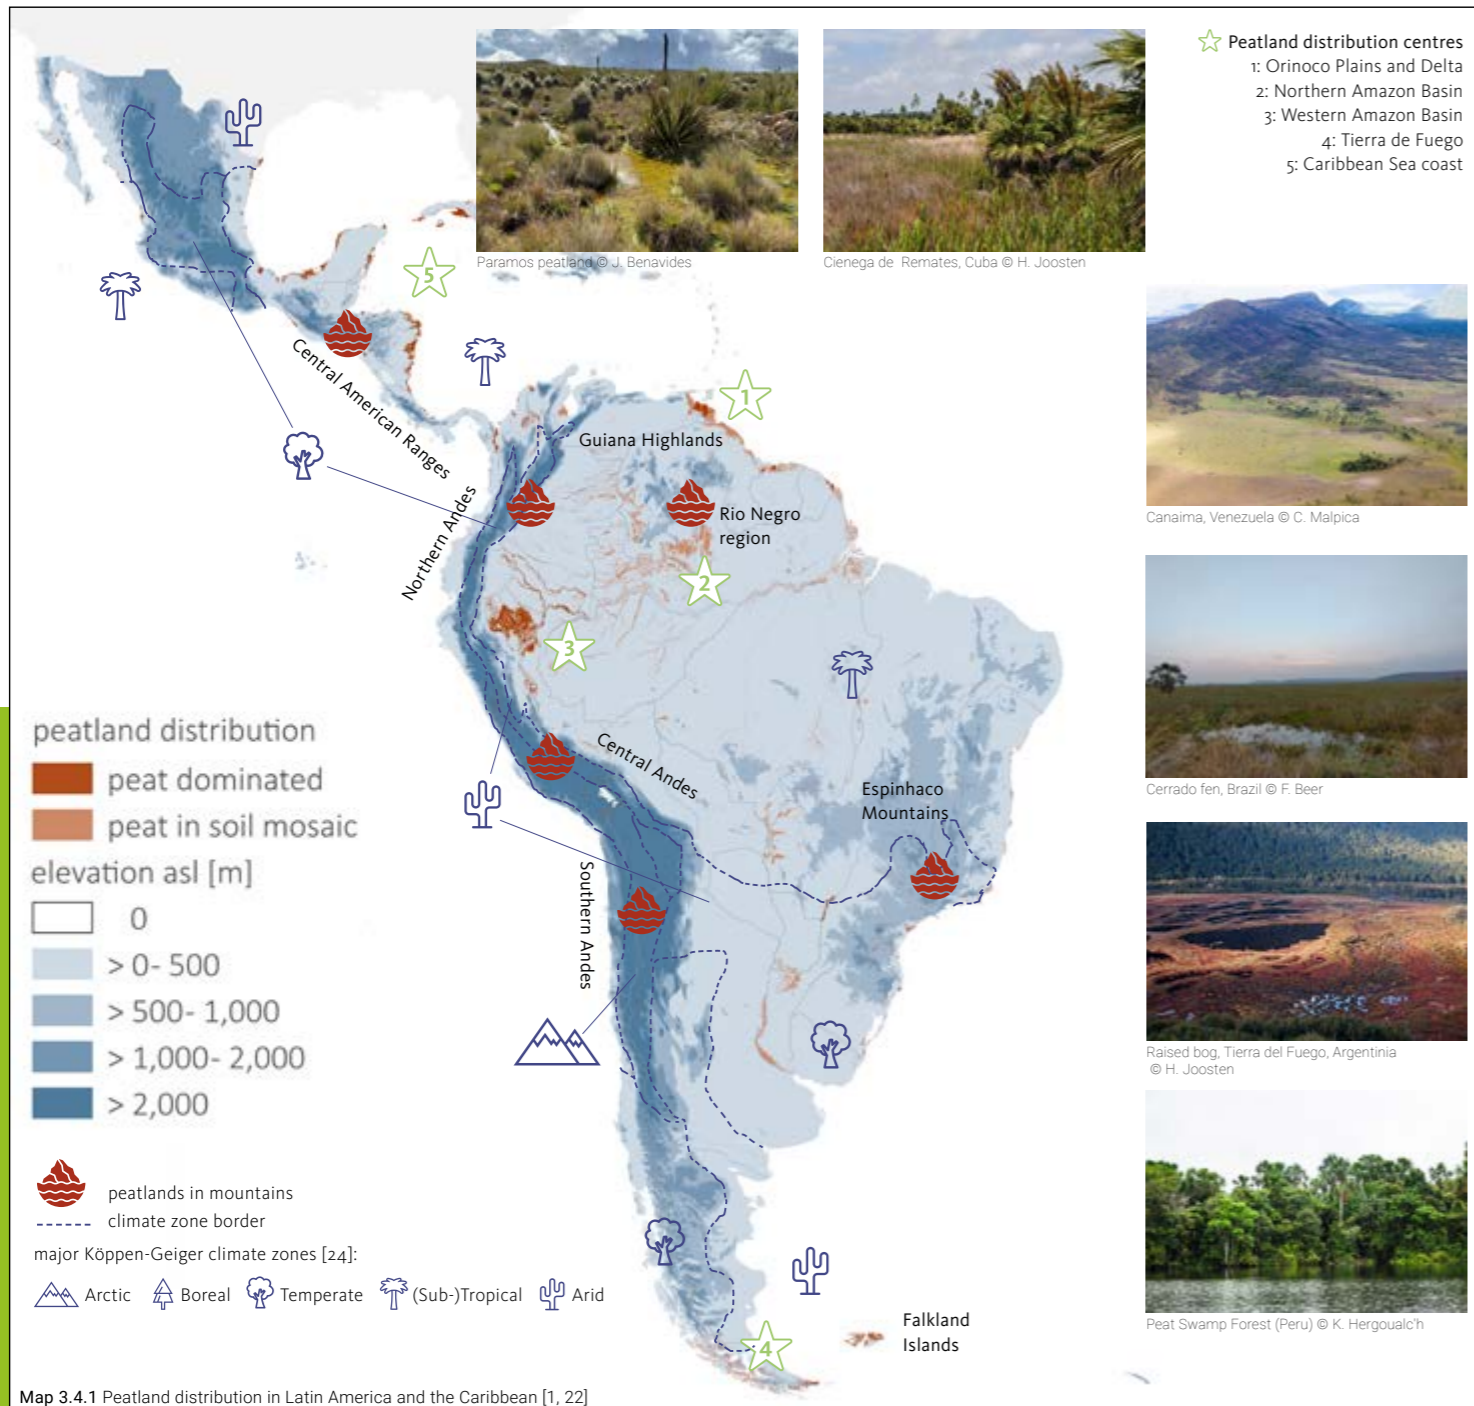 Peatland distribution centres
1: Orinoco Plains and Delta
2: Northern Amazon Basin
3: Western Amazon Basin
4: Tierra de Fuego
5: Caribbean Sea coast
Paramos peatland © J. Benavides
Cienega de Remates, Cuba © H. Joosten
5
Central American Ranges
1
Guiana Highlands
Canaima, Venezuela © C. Malpica
Northern Andes
Rio Negro
region
2
3
peatland distribution
peat dominated
peat in soil mosaic
elevation asl [m]
0
> 0- 500
> 500- 1,000
> 1,000- 2,000
> 2,000
Central Andes
Espinhaco
Mountains
Cerrado fen, Brazil © F. Beer
Southern Andes
Raised bog, Tierra del Fuego, Argentinia
© H. Joosten
peatlands in mountains
climate zone border
major Köppen-Geiger climate zones [24]:
Arctic
Boreal
Temperate
(Sub-)Tropical
Arid
4
Falkland
Islands
Peat Swamp Forest (Peru) © K. Hergoualc'h
Map 3.4.1 Peatland distribution in Latin America and the Caribbean [1, 22]